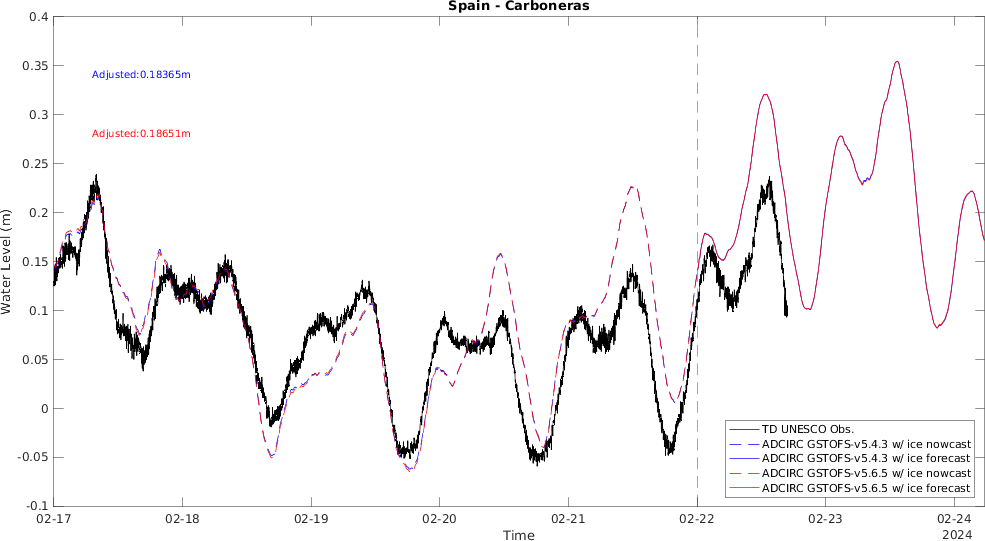 Spain - Carboneras
0.4
0.35
0.3
0.25
0.2
0.15
0.1
0.05
0
-0.05
-0.1
Water Level (m)
Adjusted:0.18365m
Adjusted:0.18651m
TD UNESCO Obs.
ADCIRC GSTOFS-v5.4.3 w/ ice nowcast
ADCIRC GSTOFS-v5.4.3 w/ ice forecast
ADCIRC GSTOFS-v5.6.5 w/ ice nowcast
ADCIRC GSTOFS-v5.6.5 w/ ice forecast
02-17 02-18 02-19 02-20 02-21 02-22 02-23 02-24
Time
2024